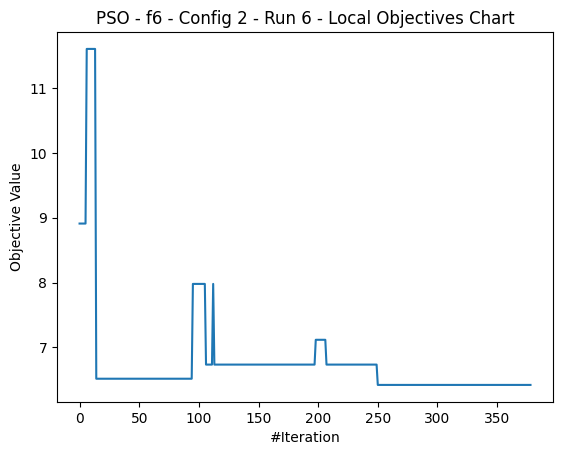 PSO - f6 - Config 2 - Run 6 - Local Objectives Chart
11
10
9
8
7
Objective Value
0 50 100 150 200 250 300 350
#Iteration